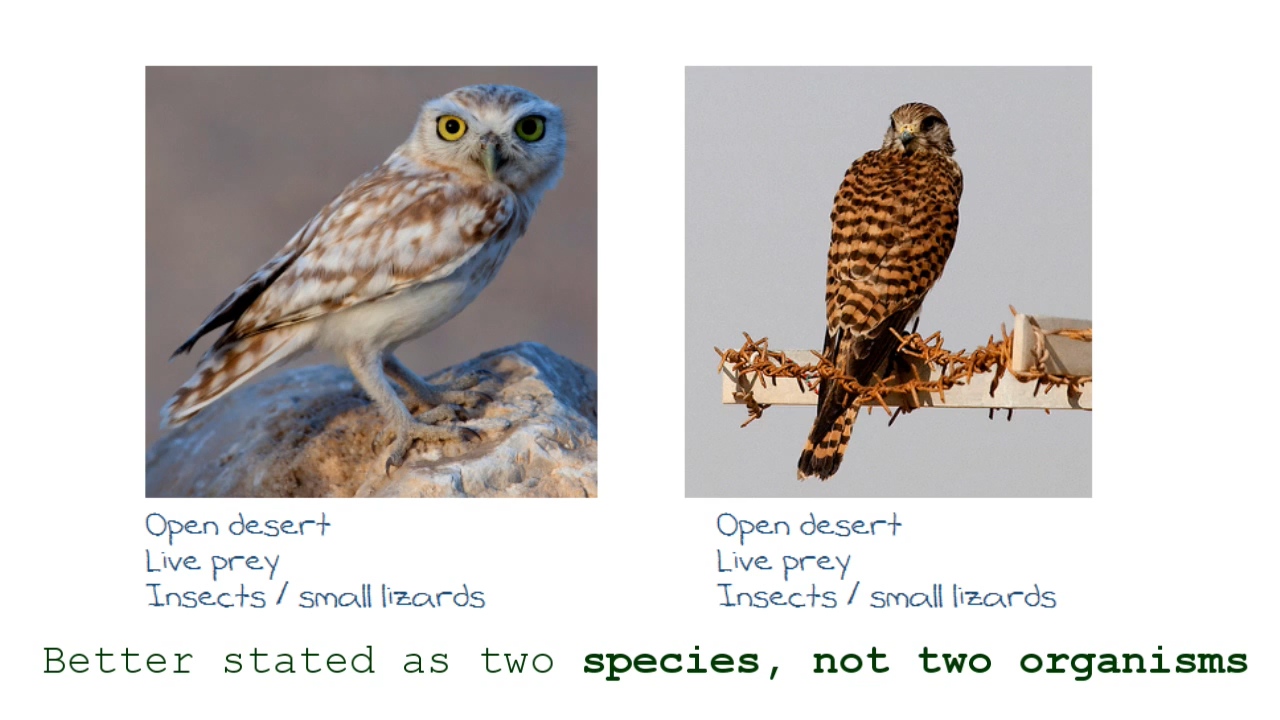 Open desert
Live prey
Insects / small lizards
Open desert
Live prey
Insects / small lizards
Better stated as two species, not two organisms